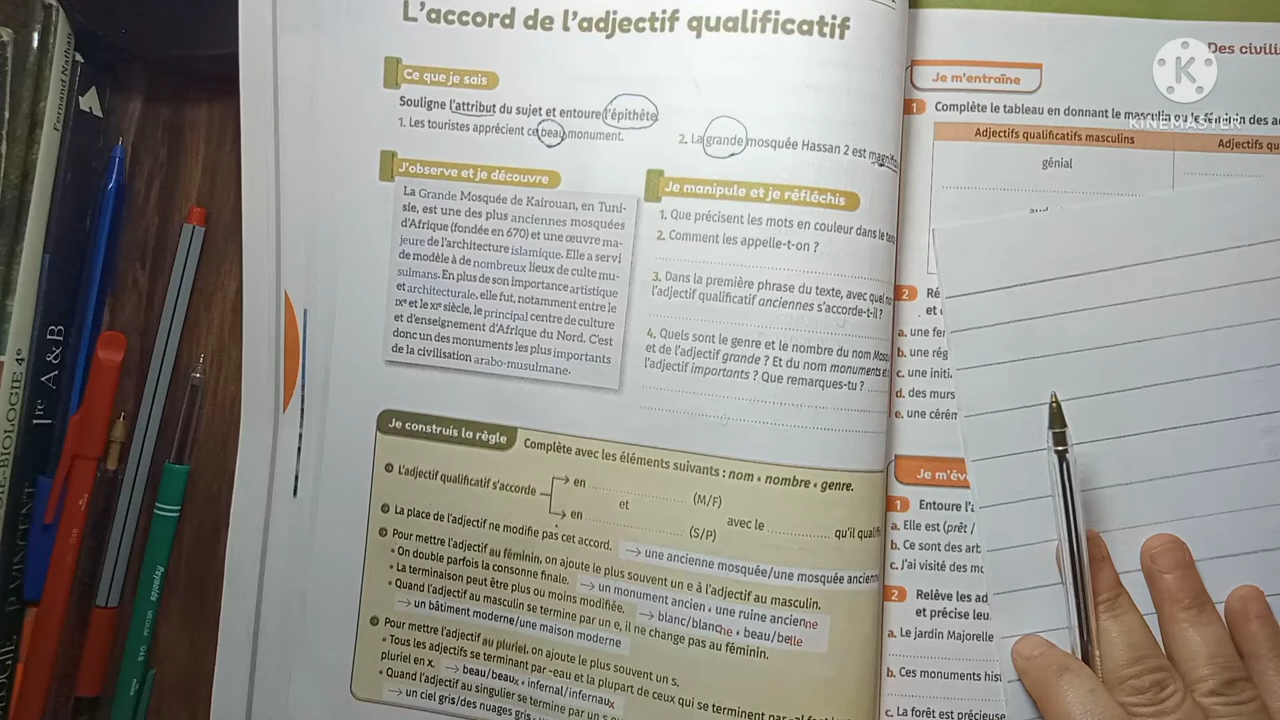 Fernand Nathan
1re A & B
L'accord de l'adjectif qualificatif
Ce que je sais
Souligne l'attribut du sujet et entoure l'épithète
1. Les touristes apprécient ce beau monument.
2. La grande mosquée Hassan 2 est
J'observe et je découvre
La Grande Mosquée de Kairouan, en Tuni-
sie, est une des plus anciennes mosquées
d'Afrique (fondée en 670) et une œuvre ma-
jeure de l'architecture islamique. Elle a servi
de modèle à de nombreux lieux de culte mu-
sulmans. En plus de son importance artistique
et architecturale, elle fut, notamment entre le
IXe et le XIe siècle, le principal centre de culture
et d'enseignement d'Afrique du Nord. C'est
donc un des monuments les plus importants
de la civilisation arabo-musulmane.
Je manipule et je réfléchis
1. Que précisent les mots en couleur dans le
2. Comment les appelle-t-on ?
3. Dans la première phrase du texte, avec quel
l'adjectif qualificatif anciennes s'accorde-t-il ?
4. Quels sont le genre et le nombre du nom
et de l'adjectif grande ? Et du nom monuments
l'adjectif importants ? Que remarques-tu ?
Je construis la règle
Complète avec les éléments suivants : nom • nombre • genre.
L'adjectif qualificatif s'accorde
→ en (M/F)
et
→ en (S/P)
avec le qu'il
La place de l'adjectif ne modifie pas cet accord. → une ancienne mosquée/une mosquée
Pour mettre l'adjectif au féminin, on ajoute le plus souvent un e à l'adjectif au masculin.
• On double parfois la consonne finale. → un monument ancien • une ruine ancienne
• La terminaison peut être plus ou moins modifiée. → blanc/blanche • beau/belle
• Quand l'adjectif au masculin se termine par un e, il ne change pas au féminin.
→ un bâtiment moderne/une maison moderne
Pour mettre l'adjectif au pluriel, on ajoute le plus souvent un s.
• Tous les adjectifs se terminant par -eau et la plupart de ceux qui se terminent par
pluriel en x. → beau/beaux • infernal/infernaux
• Quand l'adjectif au singulier se termine par un s
→ un ciel gris/des nuages gris
Des
Je m'entraîne
1 Complète le tableau en donnant le masculin ou le féminin des
Adjectifs qualificatifs masculins
génial
2
et
a. une
b. une
c. une
d. des murs
e. une
1 Entoure
a. Elle est (prêt /
b. Ce sont des
c. J'ai visité des
2 Relève les
et précise
a. Le jardin Majorelle
b. Ces monuments
c. La forêt est précieuse
K
KINEMASTER
Reynolds